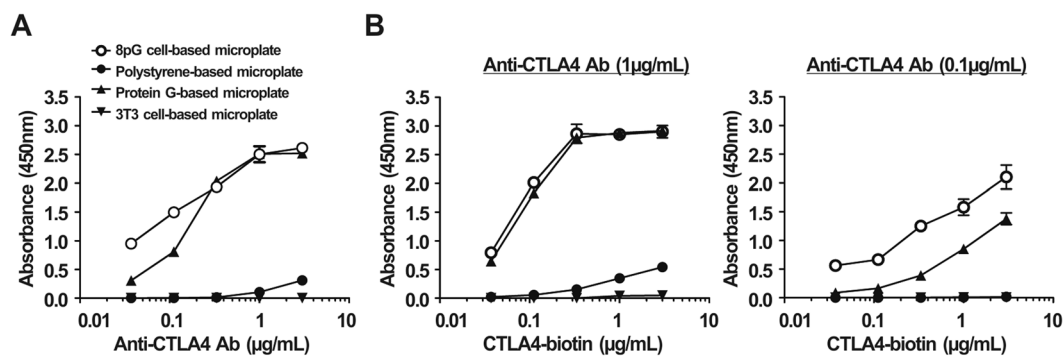 A
8pG cell-based microplate
Polystyrene-based microplate
Protein G-based microplate
3T3 cell-based microplate
Absorbance (450nm)
3.5
3.0
2.5
2.0
1.5
1.0
0.5
0.0
0.01 0.1 1 10
Anti-CTLA4 Ab (µg/mL)
B
Anti-CTLA4 Ab (1µg/mL)
Absorbance (450nm)
3.5
3.0
2.5
2.0
1.5
1.0
0.5
0.0
0.01 0.1 1 10
CTLA4-biotin (µg/mL)
Anti-CTLA4 Ab (0.1µg/mL)
Absorbance (450nm)
3.5
3.0
2.5
2.0
1.5
1.0
0.5
0.0
0.01 0.1 1 10
CTLA4-biotin (µg/mL)